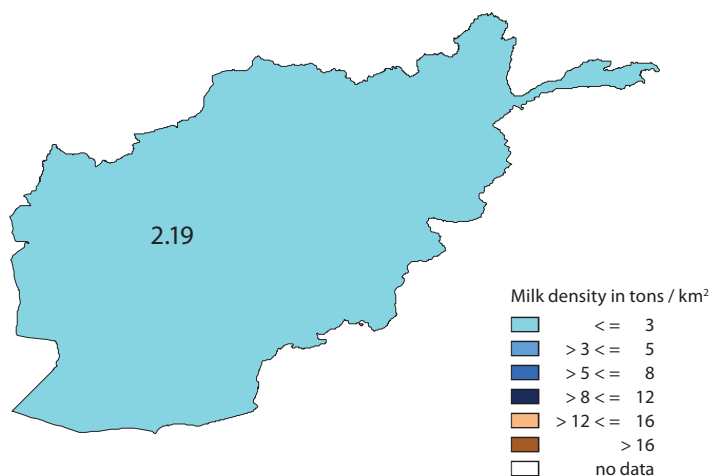 2.19
Milk density in tons / km²
< = 3
> 3 < = 5
> 5 < = 8
> 8 < = 12
> 12 < = 16
> 16
no data